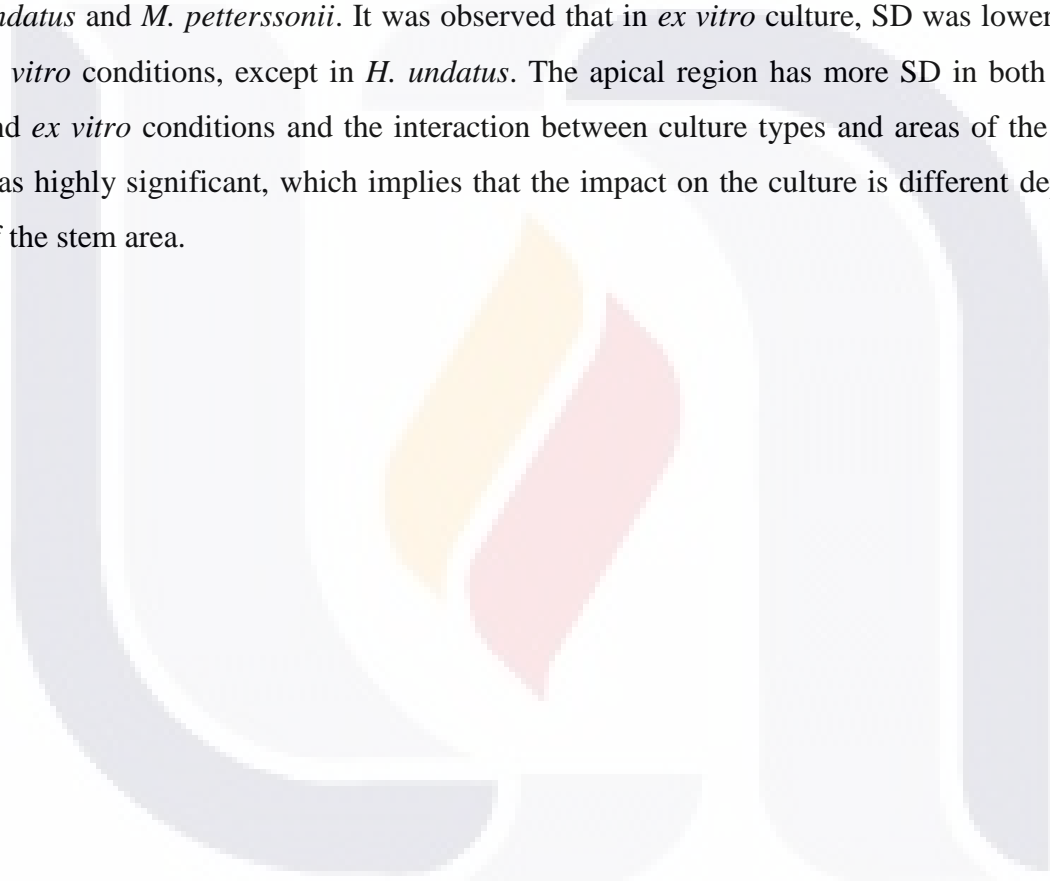 ndatus and M. petterssonii. It was observed that in ex vitro culture, SD was lower
vitro conditions, except in H. undatus. The apical region has more SD in both
nd ex vitro conditions and the interaction between culture types and areas of the
as highly significant, which implies that the impact on the culture is different de
f the stem area.